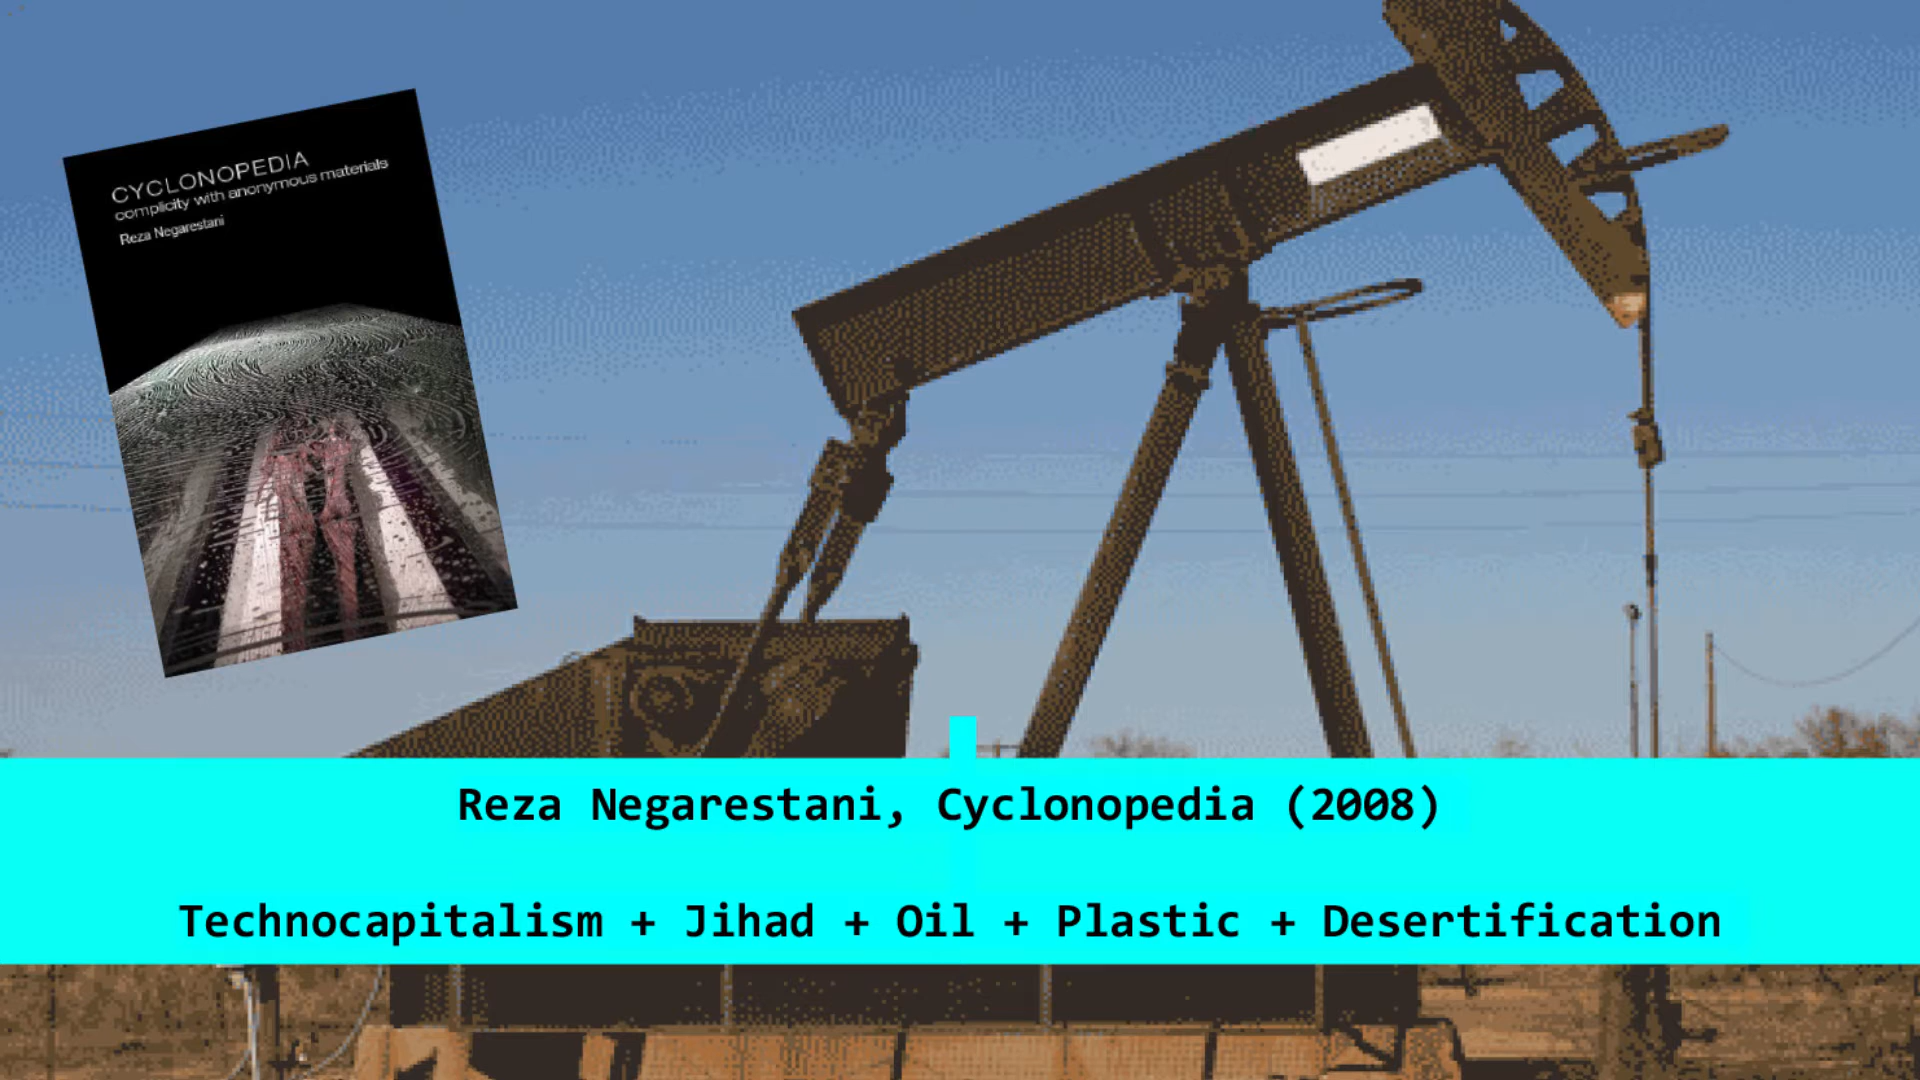 CYCLONOPEDIA
complicity with anonymous materials
Reza Negarestani
Reza Negarestani, Cyclonopedia (2008)
Technocapitalism + Jihad + Oil + Plastic + Desertification